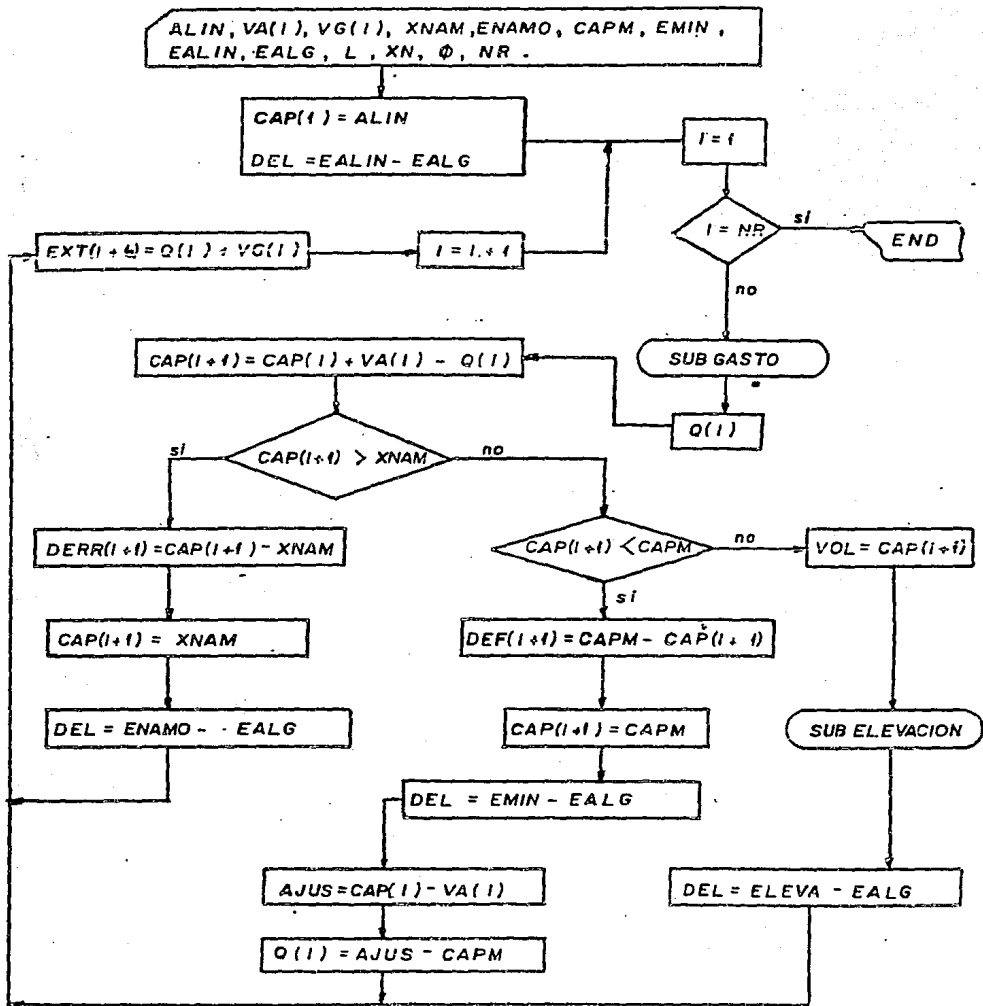 ALIN, VA(I), VG(I), XNAM, ENAMO, CAPM, EMIN,
EALIN, EALG, L, XN, Φ, NR.
CAP(1) = ALIN
DEL = EALIN - EALG
I = 1
I = NR
si
END
no
EXT(I + 1) = Q(I) + VG(I)
I = I + 1
SUB GASTO
Q(I)
CAP(I+1) = CAP(I) + VA(I) - Q(I)
CAP(I+1) > XNAM
si
no
DERR(I+1) = CAP(I+1) - XNAM
CAP(I+1) < CAPM
no
VOL = CAP(I+1)
si
CAP(I+1) = XNAM
DEF(I+1) = CAPM - CAP(I+1)
DEL = ENAMO - - EALG
CAP(I+1) = CAPM
SUB ELEVACION
DEL = EMIN - EALG
AJUS = CAP(I) - VA(I)
DEL = ELEVA - EALG
Q(I) = AJUS - CAPM